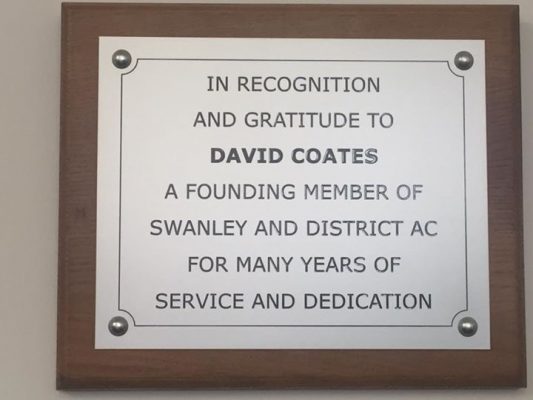 IN RECOGNITION
AND GRATITUDE TO
DAVID COATES
A FOUNDING MEMBER OF
SWANLEY AND DISTRICT AC
FOR MANY YEARS OF
SERVICE AND DEDICATION